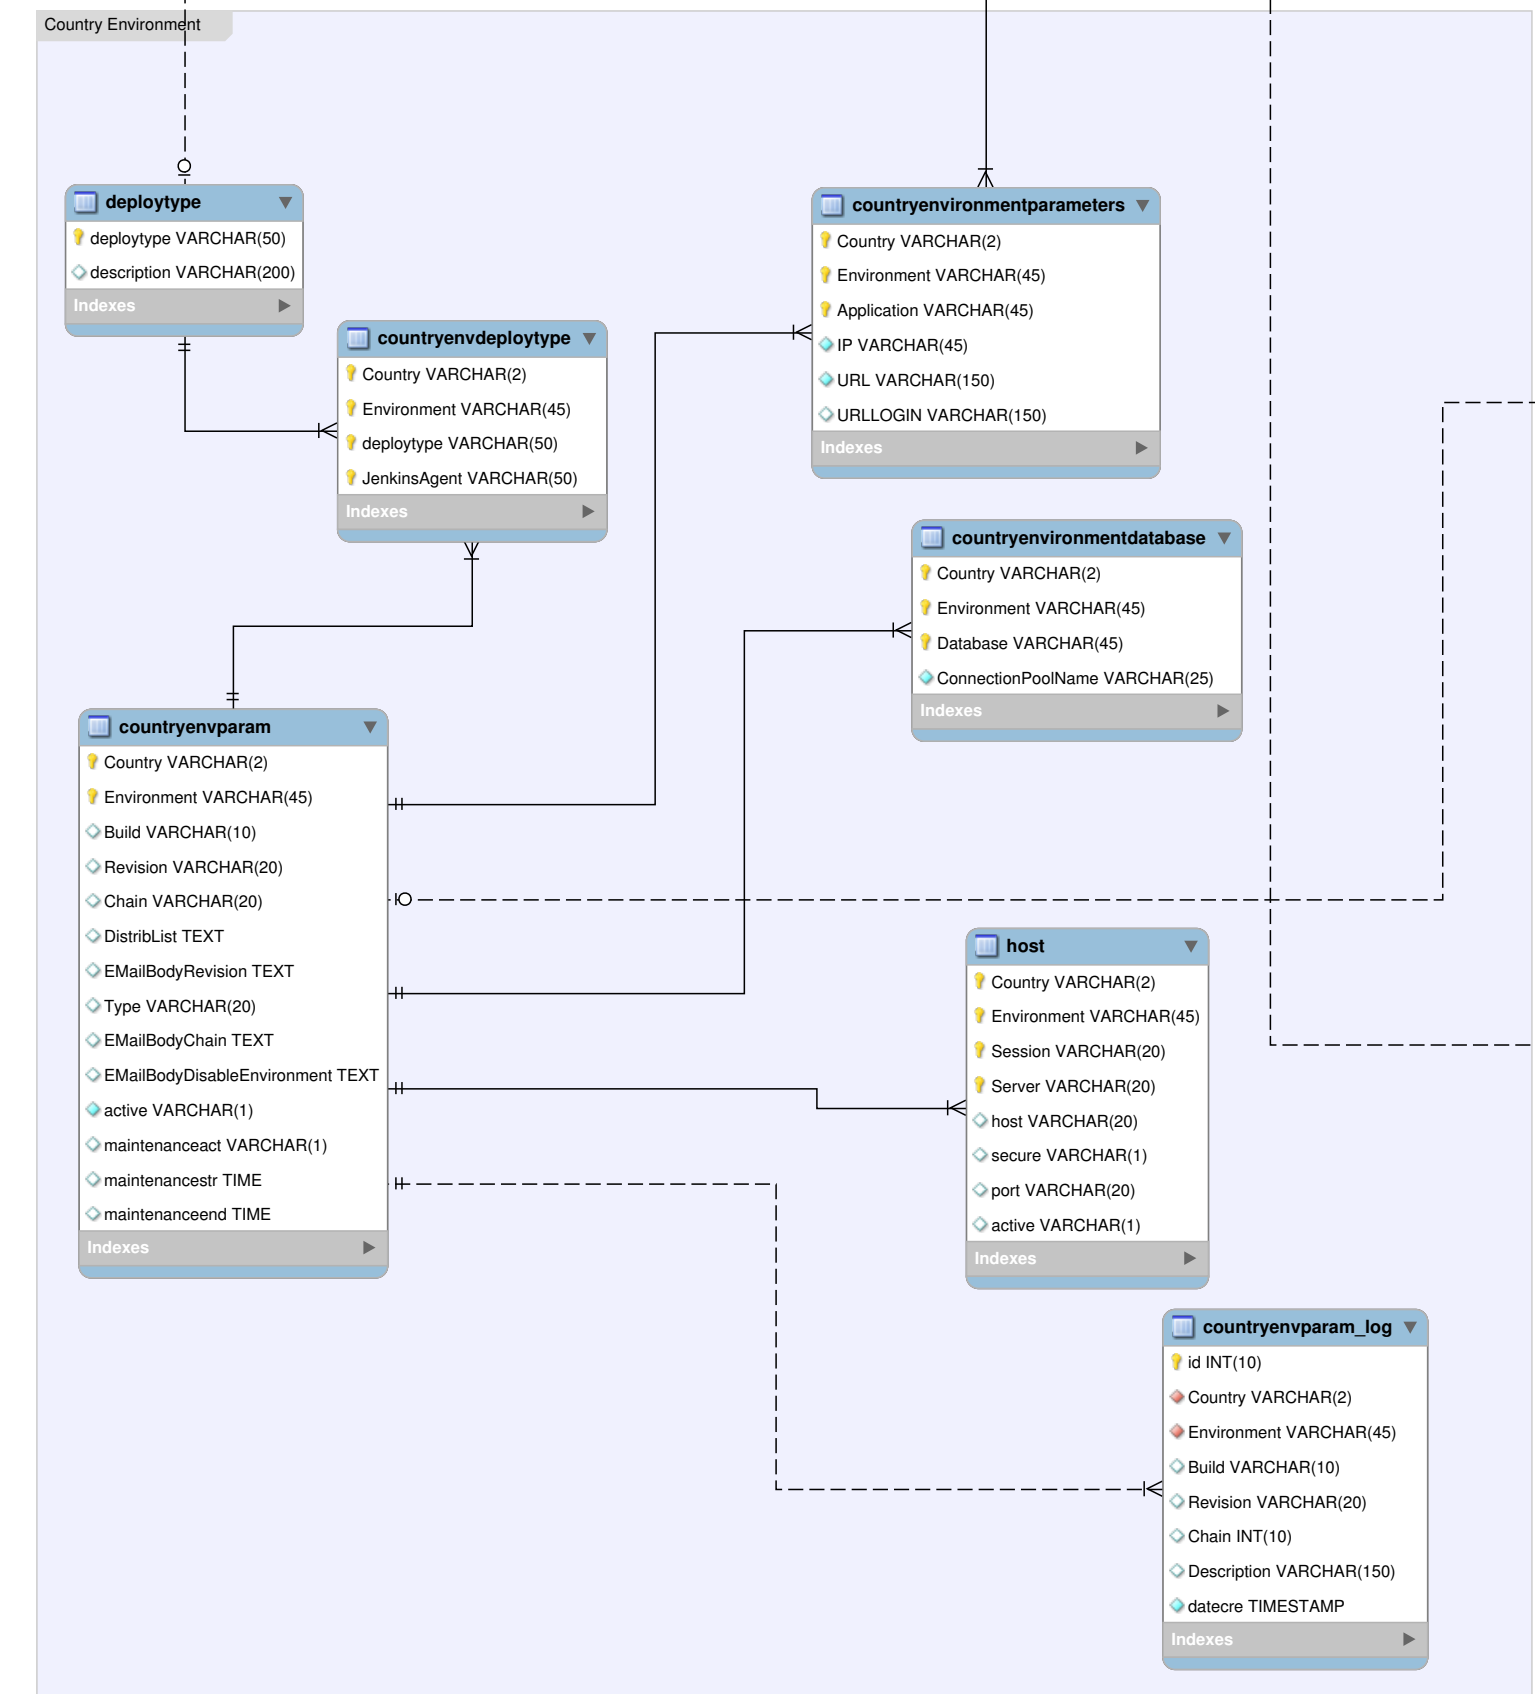 Country Environment
deploytype
deploytype VARCHAR(50)
description VARCHAR(200)
Indexes
countryenvdeploytype
Country VARCHAR(2)
Environment VARCHAR(45)
deploytype VARCHAR(50)
JenkinsAgent VARCHAR(50)
Indexes
countryenvironmentparameters
Country VARCHAR(2)
Environment VARCHAR(45)
Application VARCHAR(45)
IP VARCHAR(45)
URL VARCHAR(150)
URLLOGIN VARCHAR(150)
Indexes
countryenvironmentdatabase
Country VARCHAR(2)
Environment VARCHAR(45)
Database VARCHAR(45)
ConnectionPoolName VARCHAR(25)
Indexes
countryenvparam
Country VARCHAR(2)
Environment VARCHAR(45)
Build VARCHAR(10)
Revision VARCHAR(20)
Chain VARCHAR(20)
DistribList TEXT
EMailBodyRevision TEXT
Type VARCHAR(20)
EMailBodyChain TEXT
EMailBodyDisableEnvironment TEXT
active VARCHAR(1)
maintenanceact VARCHAR(1)
maintenancestr TIME
maintenanceend TIME
Indexes
host
Country VARCHAR(2)
Environment VARCHAR(45)
Session VARCHAR(20)
Server VARCHAR(20)
host VARCHAR(20)
secure VARCHAR(1)
port VARCHAR(20)
active VARCHAR(1)
Indexes
countryenvparam_log
id INT(10)
Country VARCHAR(2)
Environment VARCHAR(45)
Build VARCHAR(10)
Revision VARCHAR(20)
Chain INT(10)
Description VARCHAR(150)
datecre TIMESTAMP
Indexes